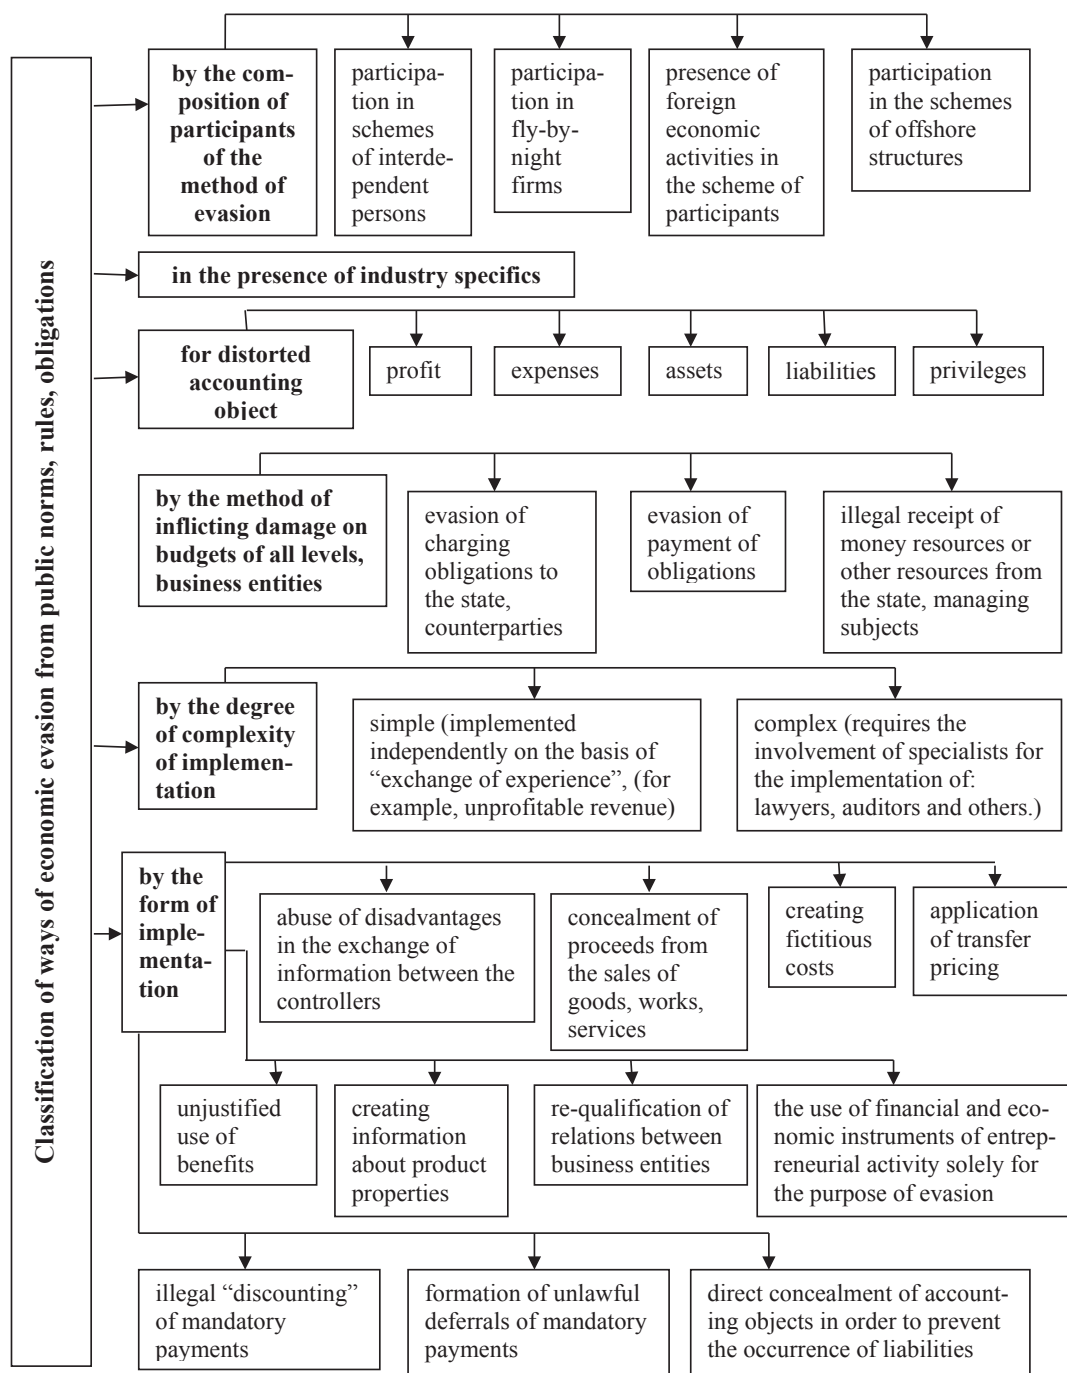 Classification of ways of economic evasion from public norms, rules, obligations
by the com-
position of
participants
of the
method of
evasion
participa-
tion in
schemes
of interde-
pendent
persons
participa-
tion in
fly-by-
night
firms
presence of
foreign
economic
activities in
the scheme of
participants
participation
in the schemes
of offshore
structures
in the presence of industry specifics
for distorted
accounting
object
profit
expenses
assets
liabilities
privileges
by the method of
inflicting damage on
budgets of all levels,
business entities
evasion of
charging
obligations to
the state,
counterparties
evasion of
payment of
obligations
illegal receipt of
money resources or
other resources from
the state, managing
subjects
by the degree
of complexity
of implemen-
tation
simple (implemented
independently on the basis of
“exchange of experience”, (for
example, unprofitable revenue)
complex (requires the
involvement of specialists for
the implementation of:
lawyers, auditors and others.)
by the
form of
imple-
menta-
tion
abuse of disadvantages
in the exchange of
information between the
controllers
concealment of
proceeds from
the sales of
goods, works,
services
creating
fictitious
costs
application
of transfer
pricing
unjustified
use of
benefits
creating
information
about product
properties
re-qualification of
relations between
business entities
the use of financial and eco-
nomic instruments of entrep-
reneurial activity solely for
the purpose of evasion
illegal “discounting”
of mandatory
payments
formation of unlawful
deferrals of mandatory
payments
direct concealment of account-
ing objects in order to prevent
the occurrence of liabilities